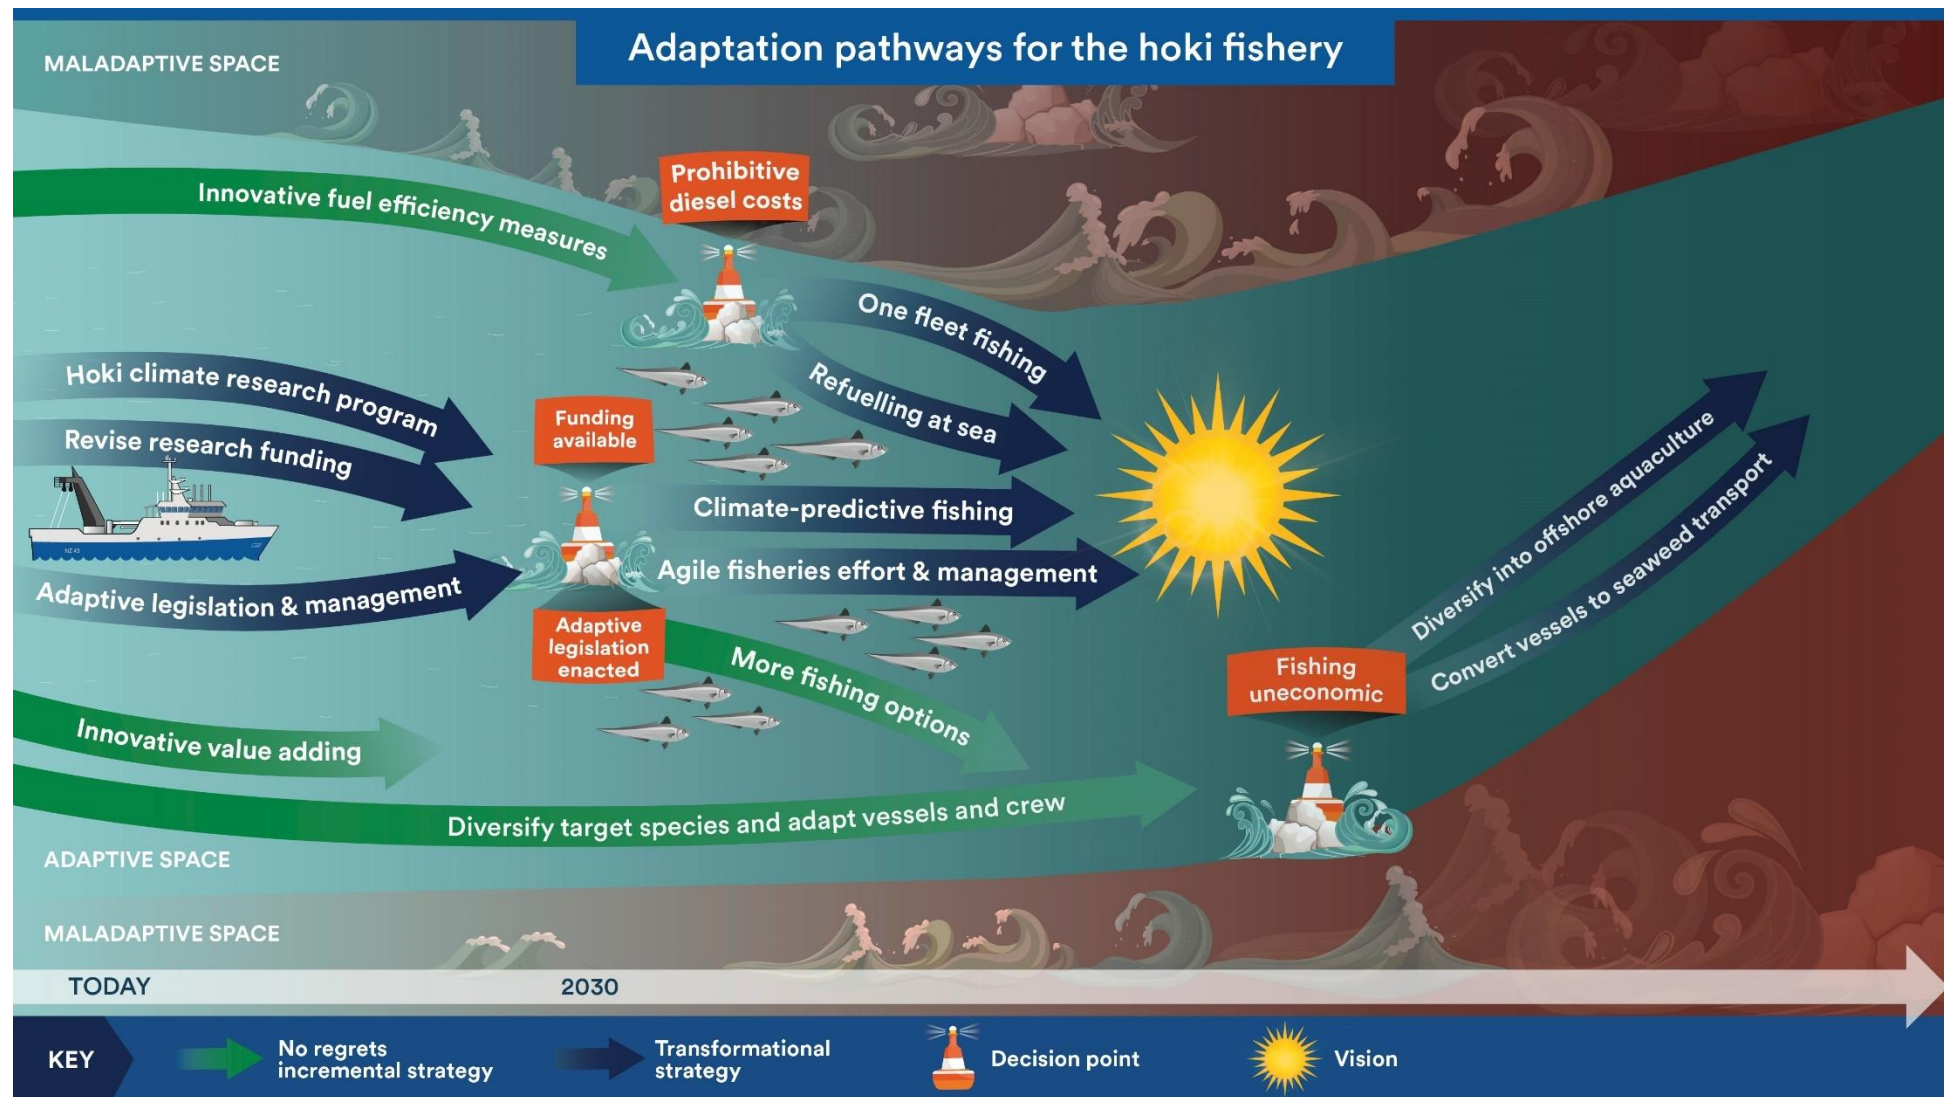 Adaptation pathways for the hoki fishery
MALADAPTIVE SPACE
Prohibitive
diesel costs
Innovative fuel efficiency measures
One fleet fishing
Refuelling at sea
Hoki climate research program
Revise research funding
Funding
available
NZ 43
Climate-predictive fishing
Agile fisheries effort & management
Adaptive legislation & management
Adaptive
legislation
enacted
More fishing options
Fishing
uneconomic
Diversify into offshore aquaculture
Convert vessels to seaweed transport
Innovative value adding
Diversify target species and adapt vessels and crew
ADAPTIVE SPACE
MALADAPTIVE SPACE
TODAY
2030
KEY
No regrets
incremental strategy
Transformational
strategy
Decision point
Vision